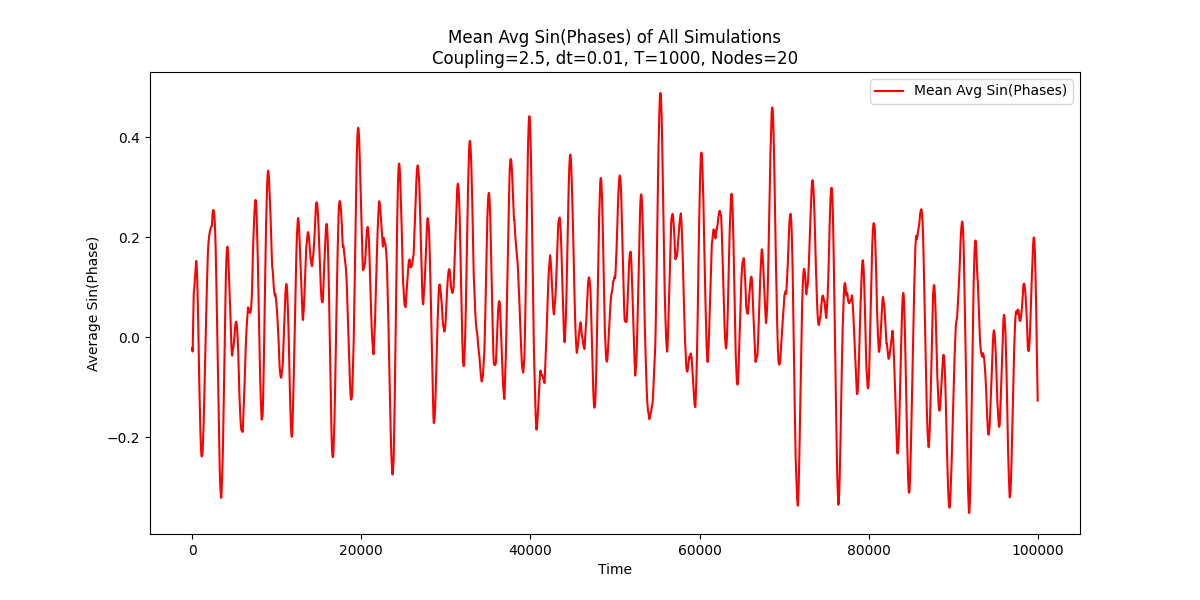 Mean Avg Sin(Phases) of All Simulations
Coupling=2.5, dt=0.01, T=1000, Nodes=20
Mean Avg Sin(Phases)
Average Sin(Phase)
0.4
0.2
0.0
−0.2
0
20000
40000
60000
80000
100000
Time